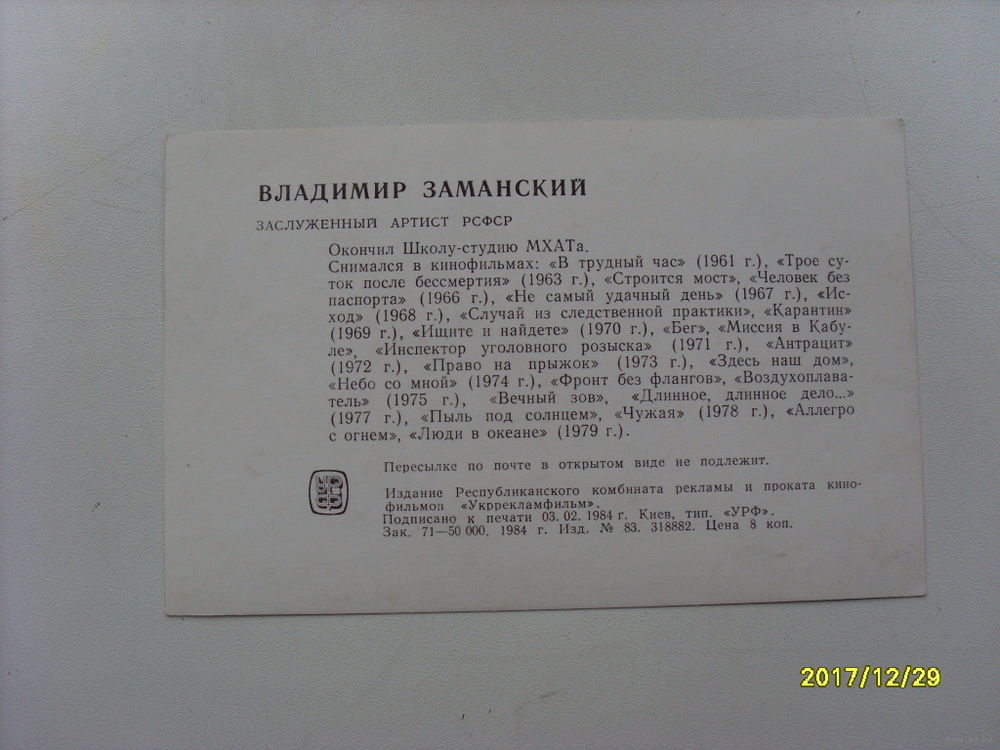 ВЛАДИМИР ЗАМАНСКИЙ
ЗАСЛУЖЕННЫЙ АРТИСТ РСФСР
Окончил Школу-студию МХАТа.
Снимался в кинофильмах: «В трудный час» (1961 г.), «Трое су-
ток после бессмертия» (1963 г.), «Строится мост», «Человек без
паспорта» (1966 г.), «Не самый удачный день» (1967 г.), «Ис-
ход» (1968 г.), «Случай из следственной практики», «Карантин»
(1969 г.), «Ищите и найдете» (1970 г.), «Бег», «Миссия в Кабу-
ле», «Инспектор уголовного розыска» (1971 г.), «Антрацит»
(1972 г.), «Право на прыжок» (1973 г.), «Здесь наш дом»,
«Небо со мной» (1974 г.), «Фронт без флангов», «Воздухоплава-
тель» (1975 г.), «Вечный зов», «Длинное, длинное дело...»
(1977 г.), «Пыль под солнцем», «Чужая» (1978 г.), «Аллегро
с огнем», «Люди в океане» (1979 г.).
Пересылке по почте в открытом виде не подлежит.
Издание Республиканского комбината рекламы и проката кино-
фильмов «Укррекламфильм».
Подписано к печати 03.02.1984 г. Киев, тип. «УРФ».
Зак. 71—50 000. 1984 г. Изд. № 83. 318882. Цена 8 коп.
2017/12/29